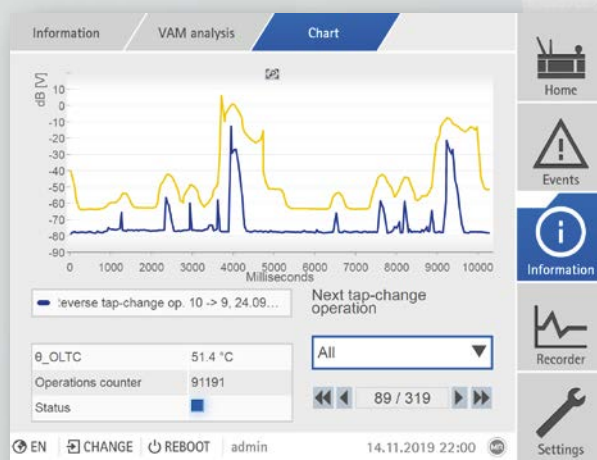 Information
VAM analysis
Chart
dB [V]
10
0
-10
-20
-30
-40
-50
-60
-70
-80
-90
0 1000 2000 3000 4000 5000 6000 7000 8000 9000 10000
Milliseconds
:everse tap-change op. 10 -> 9, 24.09...
Next tap-change
operation
All
89 / 319
θ_OLTC 51.4 °C
Operations counter 91191
Status
EN CHANGE REBOOT admin 14.11.2019 22:00
Home
Events
Information
Recorder
Settings